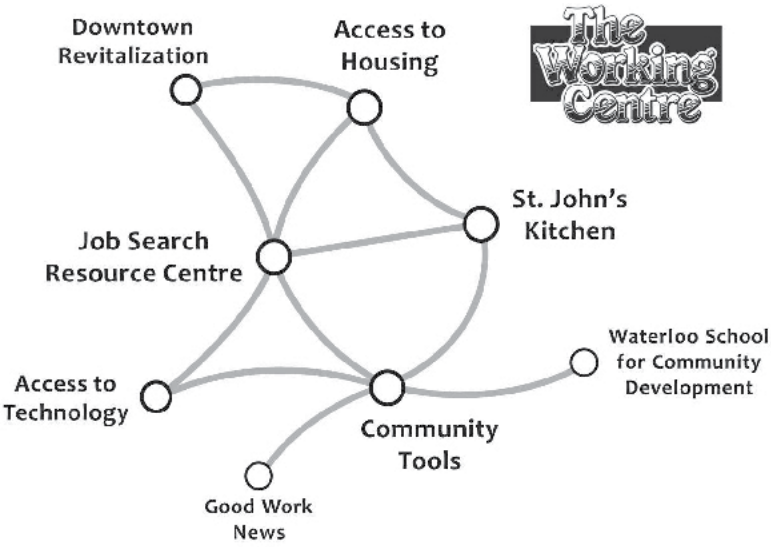 Downtown
Revitalization
Access to
Housing
The
Working
Centre
St. John's
Kitchen
Job Search
Resource Centre
Waterloo School
for Community
Development
Access to
Technology
Community
Tools
Good Work
News